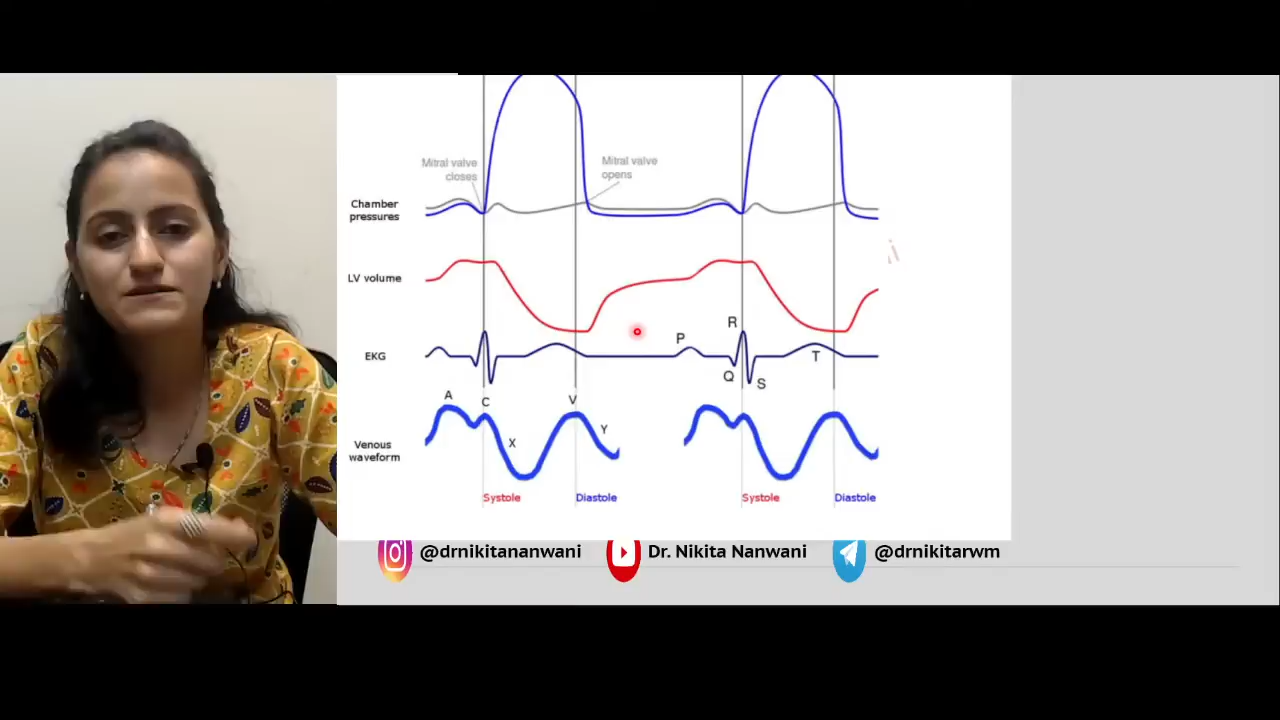 Mitral valve
closes
Mitral valve
opens
Chamber
pressures
LV volume
R
P
EKG
T
Q
S
A
C
V
Y
X
Venous
waveform
Systole
Diastole
Systole
Diastole
@drnikitananwani
Dr. Nikita Nanwani
@drnikitarwm